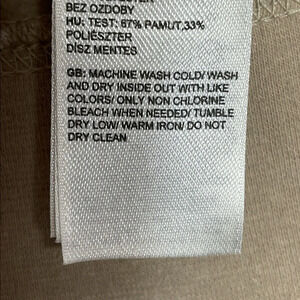 BEZ OZDOBY
HU: TEST: 67% PAMUT,33%
POLIÉSZTER
DÍSZ MENTES
GB: MACHINE WASH COLD/ WASH
AND DRY INSIDE OUT WITH LIKE
COLORS/ ONLY NON CHLORINE
BLEACH WHEN NEEDED/ TUMBLE
DRY LOW/ WARM IRON/ DO NOT
DRY CLEAN